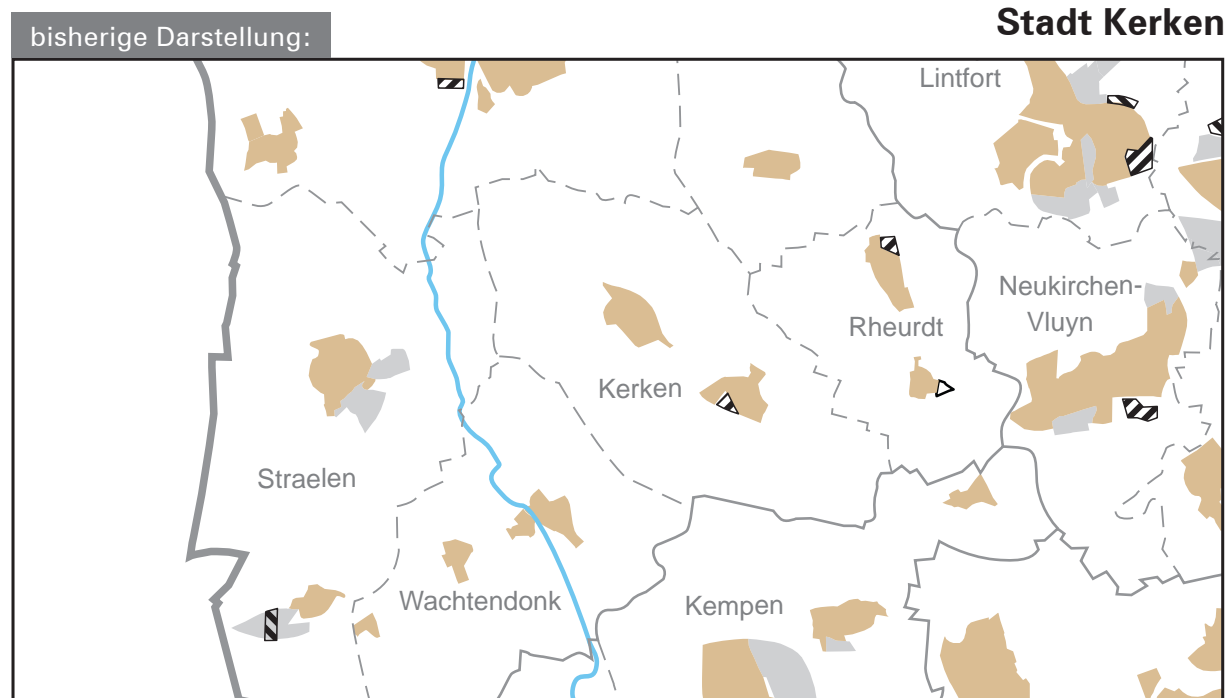 Stadt Kerken
bisherige Darstellung:
Lintfort
Neukirchen-
Vluyn
Rheurdt
Kerken
Straelen
Wachtendonk
Kempen